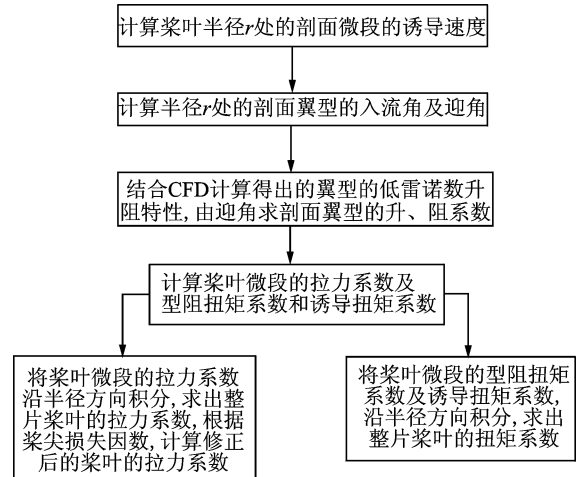 计算桨叶半径r处的剖面微段的诱导速度
计算半径r处的剖面翼型的入流角及迎角
结合CFD计算得出的翼型的低雷诺数升
阻特性,由迎角求剖面翼型的升、阻系数
计算桨叶微段的拉力系数及
型阻扭矩系数和诱导扭矩系数
将桨叶微段的拉力系数
沿半径方向积分,求出整
片桨叶的拉力系数,根据
桨尖损失因数,计算修正
后的桨叶的拉力系数
将桨叶微段的型阻扭矩
系数及诱导扭矩系数,
沿半径方向积分,求出
整片桨叶的扭矩系数